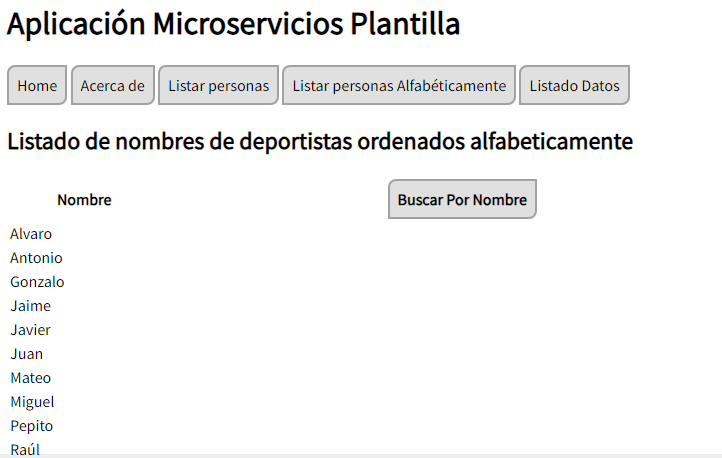 Aplicación Microservicios Plantilla
Home Acerca de Listar personas Listar personas Alfabéticamente Listado Datos
Listado de nombres de deportistas ordenados alfabeticamente
Nombre Buscar Por Nombre
Alvaro
Antonio
Gonzalo
Jaime
Javier
Juan
Mateo
Miguel
Pepito
Raúl